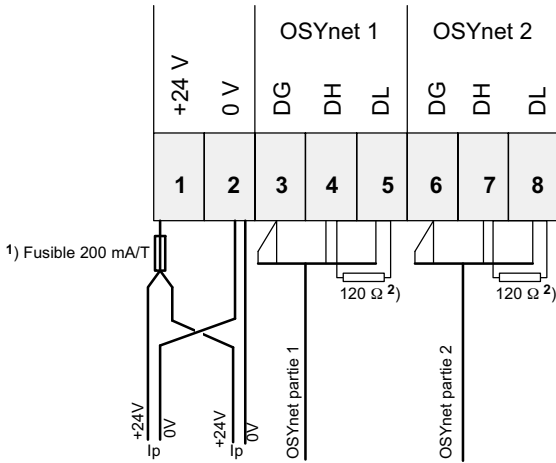 OSYnet 1 OSYnet 2
+24 V 0 V DG DH DL DG DH DL
1 2 3 4 5 6 7 8
1) Fusible 200 mA/T
120 Ω 2) 120 Ω 2)
+24V 0V +24V 0V OSYnet partie 1 OSYnet partie 2
Ip Ip